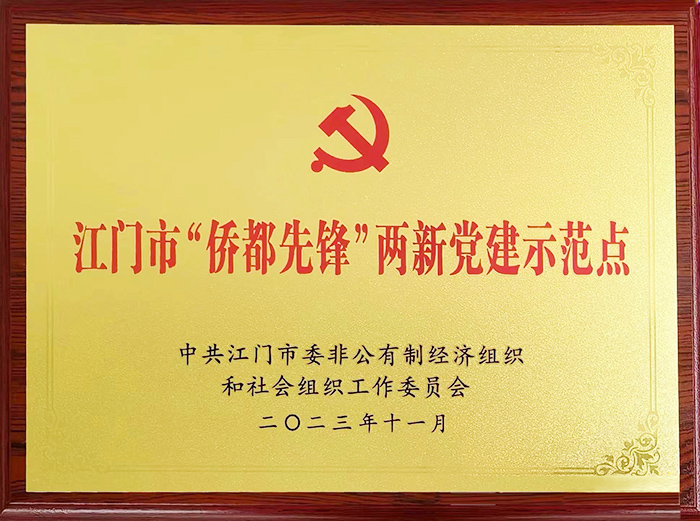 江门市“侨都先锋”两新党建示范点
中共江门市委非公有制经济组织
和社会组织工作委员会
二〇二三年十一月